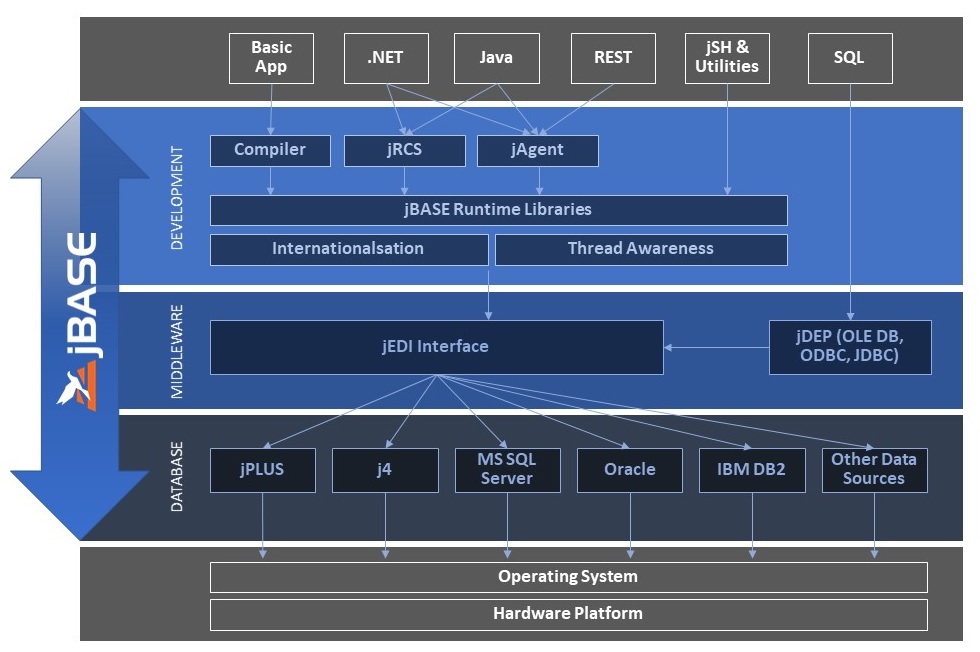 Basic
App
.NET
Java
REST
jSH &
Utilities
SQL
DEVELOPMENT
Compiler
jRCS
jAgent
jBASE Runtime Libraries
Internationalsation
Thread Awareness
jBASE
MIDDLEWARE
jEDI Interface
jDEP (OLE DB,
ODBC, JDBC)
DATABASE
jPLUS
j4
MS SQL
Server
Oracle
IBM DB2
Other Data
Sources
Operating System
Hardware Platform